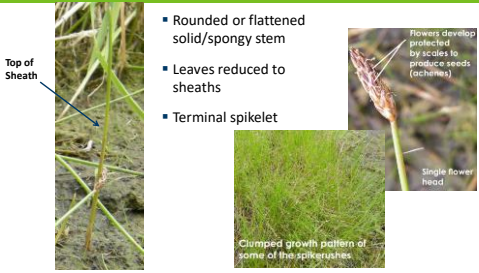 Top of
Sheath
▪ Rounded or flattened
solid/spongy stem
▪ Leaves reduced to
sheaths
▪ Terminal spikelet
Flowers develop
protected
by scales to
produce seeds
(achenes)
Single flower
head
Clumped growth pattern of
some of the spikerushes